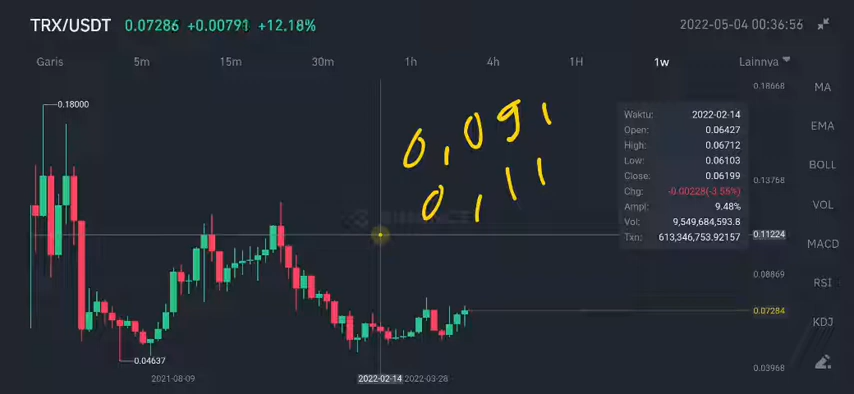 TRX/USDT 0.07286 +0.00791 +12.18% 2022-05-04 00:36:56
Garis 5m 15m 30m 1h 4h 1H 1w Lainnya
0.18668
MA
0.18000
Waktu: 2022-02-14
Open: 0.06427
High: 0.06712
Low: 0.06103
Close: 0.06199
Chg: -0.00228(-3.55%)
Ampl: 9.48%
Vol: 9,549,684,593.8
Txn: 613,346,753.92157
0,091
0,111
EMA
BOLL
0.13768
VOL
BINANCE
0.11224
MACD
0.08869
RSI
0.07284
KDJ
0.04637
0.03968
2021-08-09 2022-02-14 2022-03-28